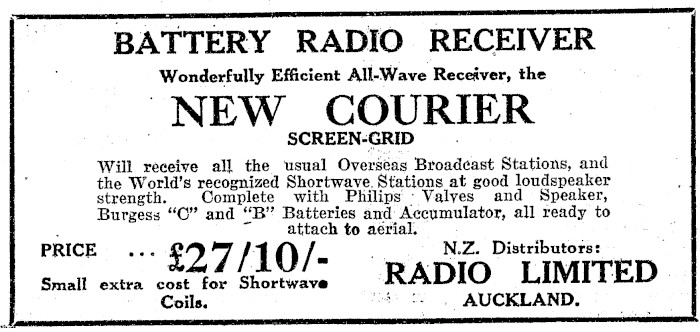 BATTERY RADIO RECEIVER
Wonderfully Efficient All-Wave Receiver, the
NEW COURIER
SCREEN-GRID
Will receive all the usual Overseas Broadcast Stations, and
the World's recognized Shortwave Stations at good loudspeaker
strength. Complete with Philips Valves and Speaker,
Burgess "C" and "B" Batteries and Accumulator, all ready to
attach to aerial.
PRICE ... £27/10/-
Small extra cost for Shortwave
Coils.
N.Z. Distributors:
RADIO LIMITED
AUCKLAND.